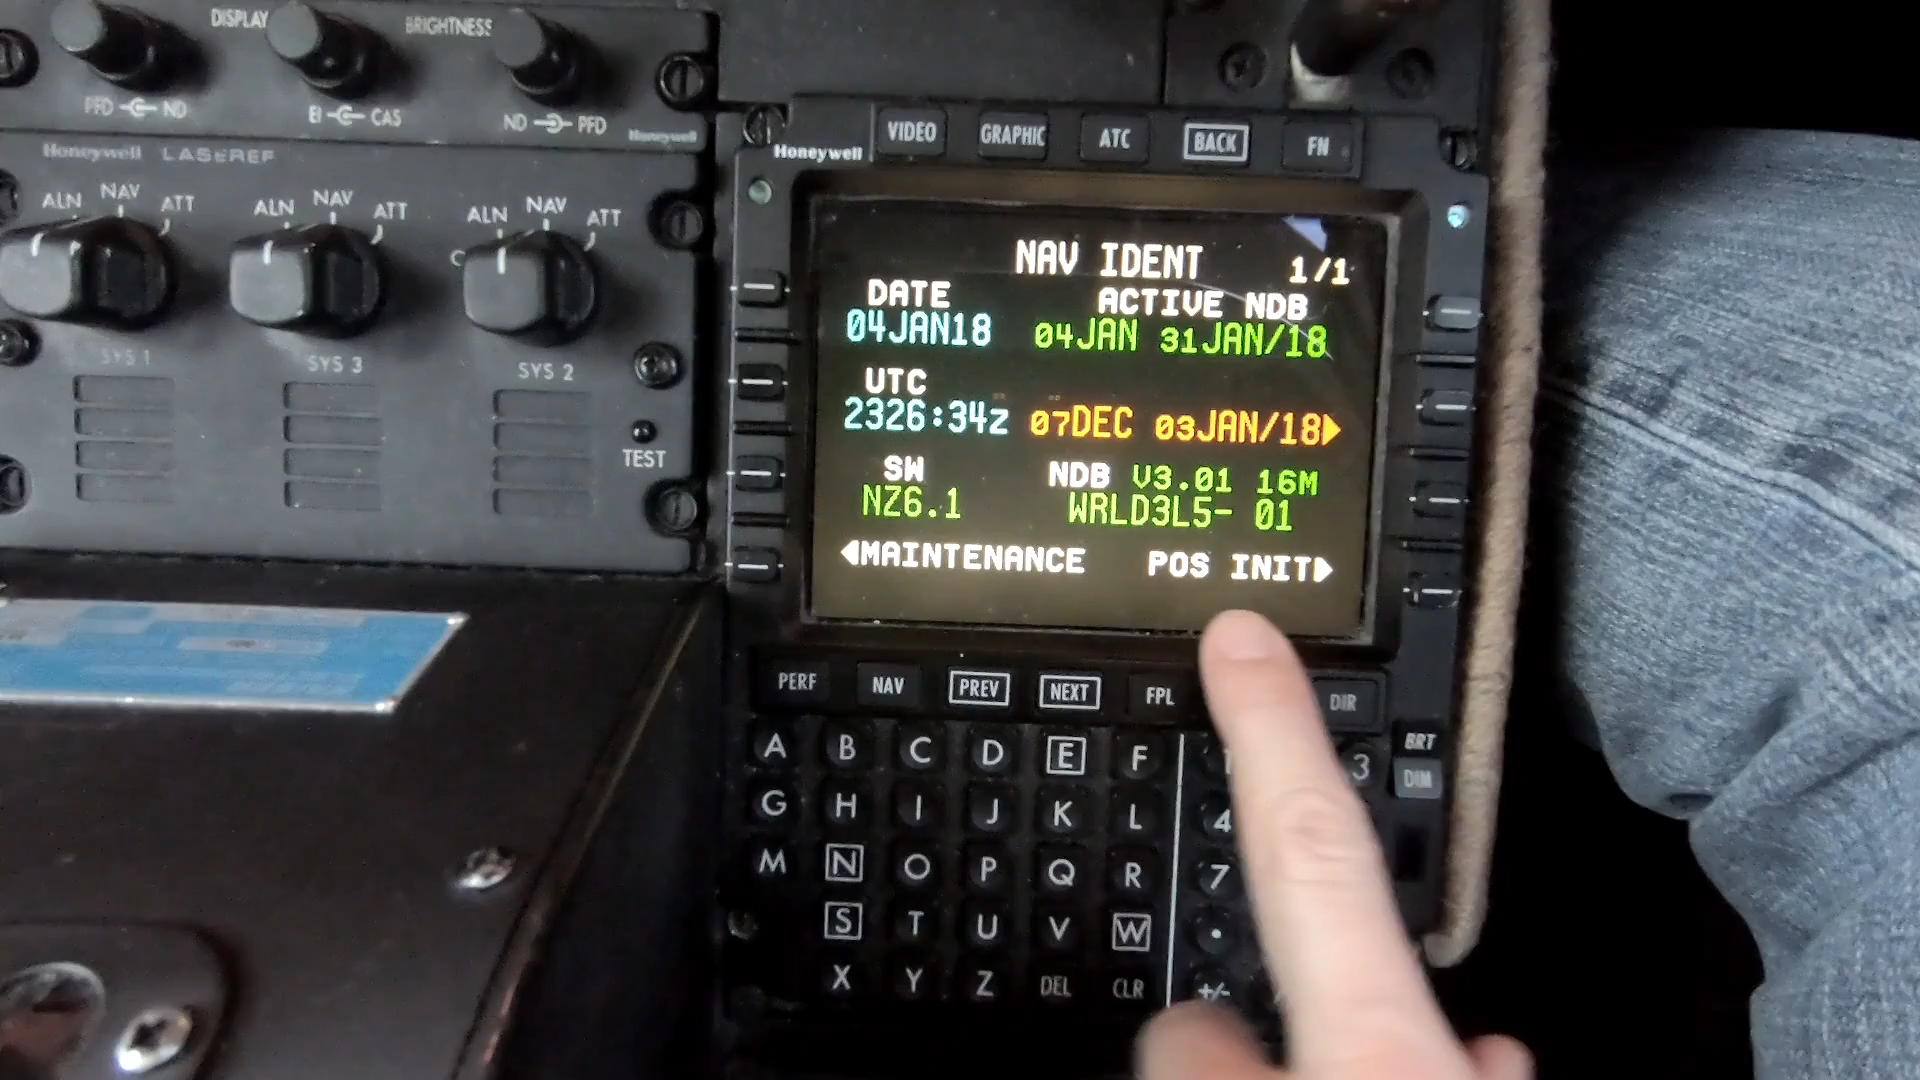 DISPLAY BRIGHTNESS
PFD ND
EI CAS
ND PFD
Honeywell
Honeywell LASEREF
ALN NAV ATT
ALN NAV ATT
ALN NAV ATT
SYS 1
SYS 3
SYS 2
TEST
VIDEO GRAPHIC ATC BACK FN
Honeywell
NAV IDENT 1/1
DATE ACTIVE NDB
04JAN18 04JAN 31JAN/18
UTC
2326:34z 07DEC 03JAN/18
SW NDB V3.01 16M
NZ6.1 WRLD3L5- 01
MAINTENANCE POS INIT
PERF NAV PREV NEXT FPL DIR
BRT
DIM
A B C D E F 1 3
G H I J K L 4
M N O P Q R 7
S T U V W .
X Y Z DEL CLR +/-